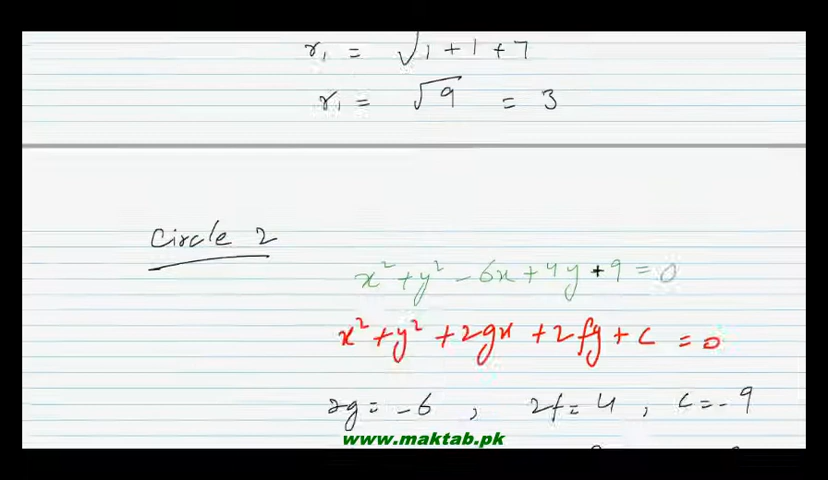 r₁ = √1 + 1 + 7
r₁ = √9 = 3
Circle 2
x² + y² - 6x + 4y + 9 = 0
x² + y² + 2gx + 2fy + c = 0
2g = -6 , 2f = 4 , c = -9
www.maktab.pk